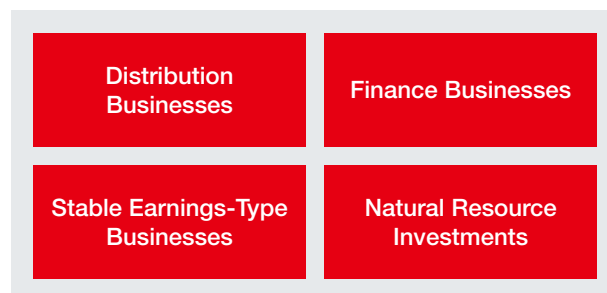 Distribution
Businesses
Finance Businesses
Stable Earnings-Type
Businesses
Natural Resource
Investments